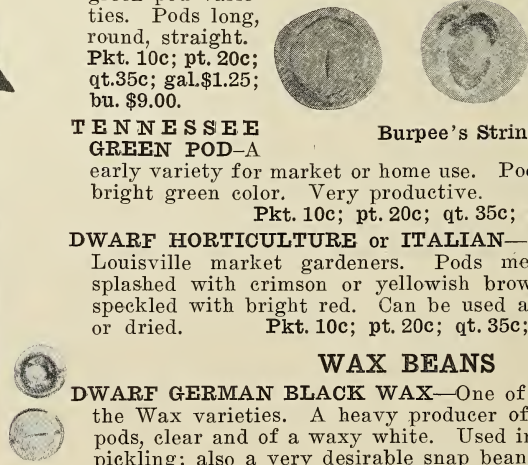 ties. Pods long,
round, straight.
Pkt. 10c; pt. 20c;
qt.35c; gal.$1.25;
bu. $9.00.
TENNESSEE
GREEN POD–A
Burpee's Strin
early variety for market or home use.
bright green color. Very productive.
Pkt. 10c; pt. 20c; qt. 35c;
DWARF HORTICULTURE or ITALIAN—
Louisville market gardeners. Pods me
splashed with crimson or yellowish brow
speckled with bright red. Can be used a
or dried. Pkt. 10c; pt. 20c; qt. 35c;
WAX BEANS
DWARF GERMAN BLACK WAX—One of
the Wax varieties. A heavy producer of
pods, clear and of a waxy white. Used in
pickling; also a very desirable snap bean